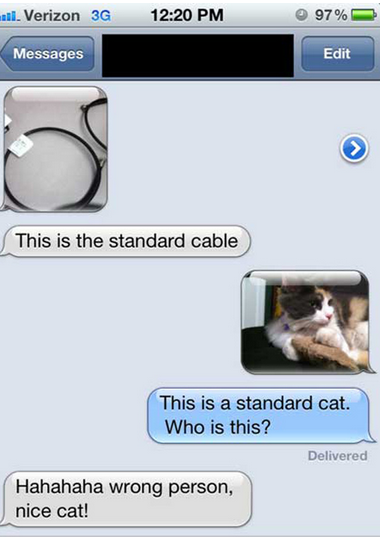 Verizon 3G 12:20 PM 97%
Messages Edit
This is the standard cable
This is a standard cat.
Who is this?
Delivered
Hahahaha wrong person,
nice cat!